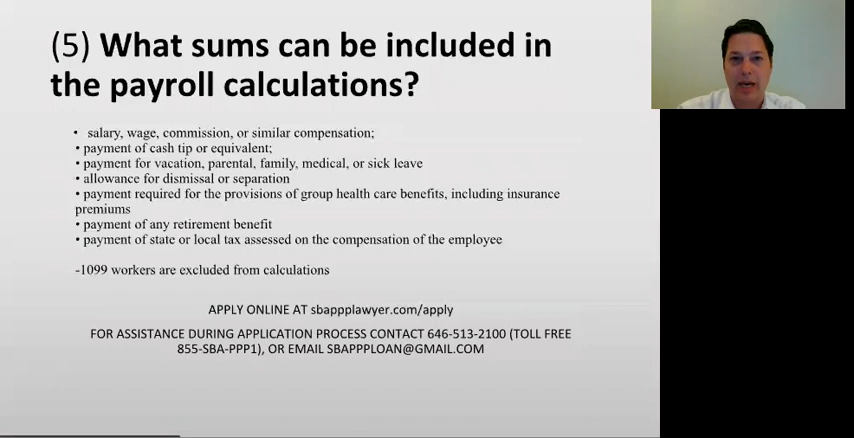 (5) What sums can be included in
the payroll calculations?
• salary, wage, commission, or similar compensation;
• payment of cash tip or equivalent;
• payment for vacation, parental, family, medical, or sick leave
• allowance for dismissal or separation
• payment required for the provisions of group health care benefits, including insurance
premiums
• payment of any retirement benefit
• payment of state or local tax assessed on the compensation of the employee
-1099 workers are excluded from calculations
APPLY ONLINE AT sbappplawyer.com/apply
FOR ASSISTANCE DURING APPLICATION PROCESS CONTACT 646-513-2100 (TOLL FREE
855-SBA-PPP1), OR EMAIL SBAPPPLOAN@GMAIL.COM